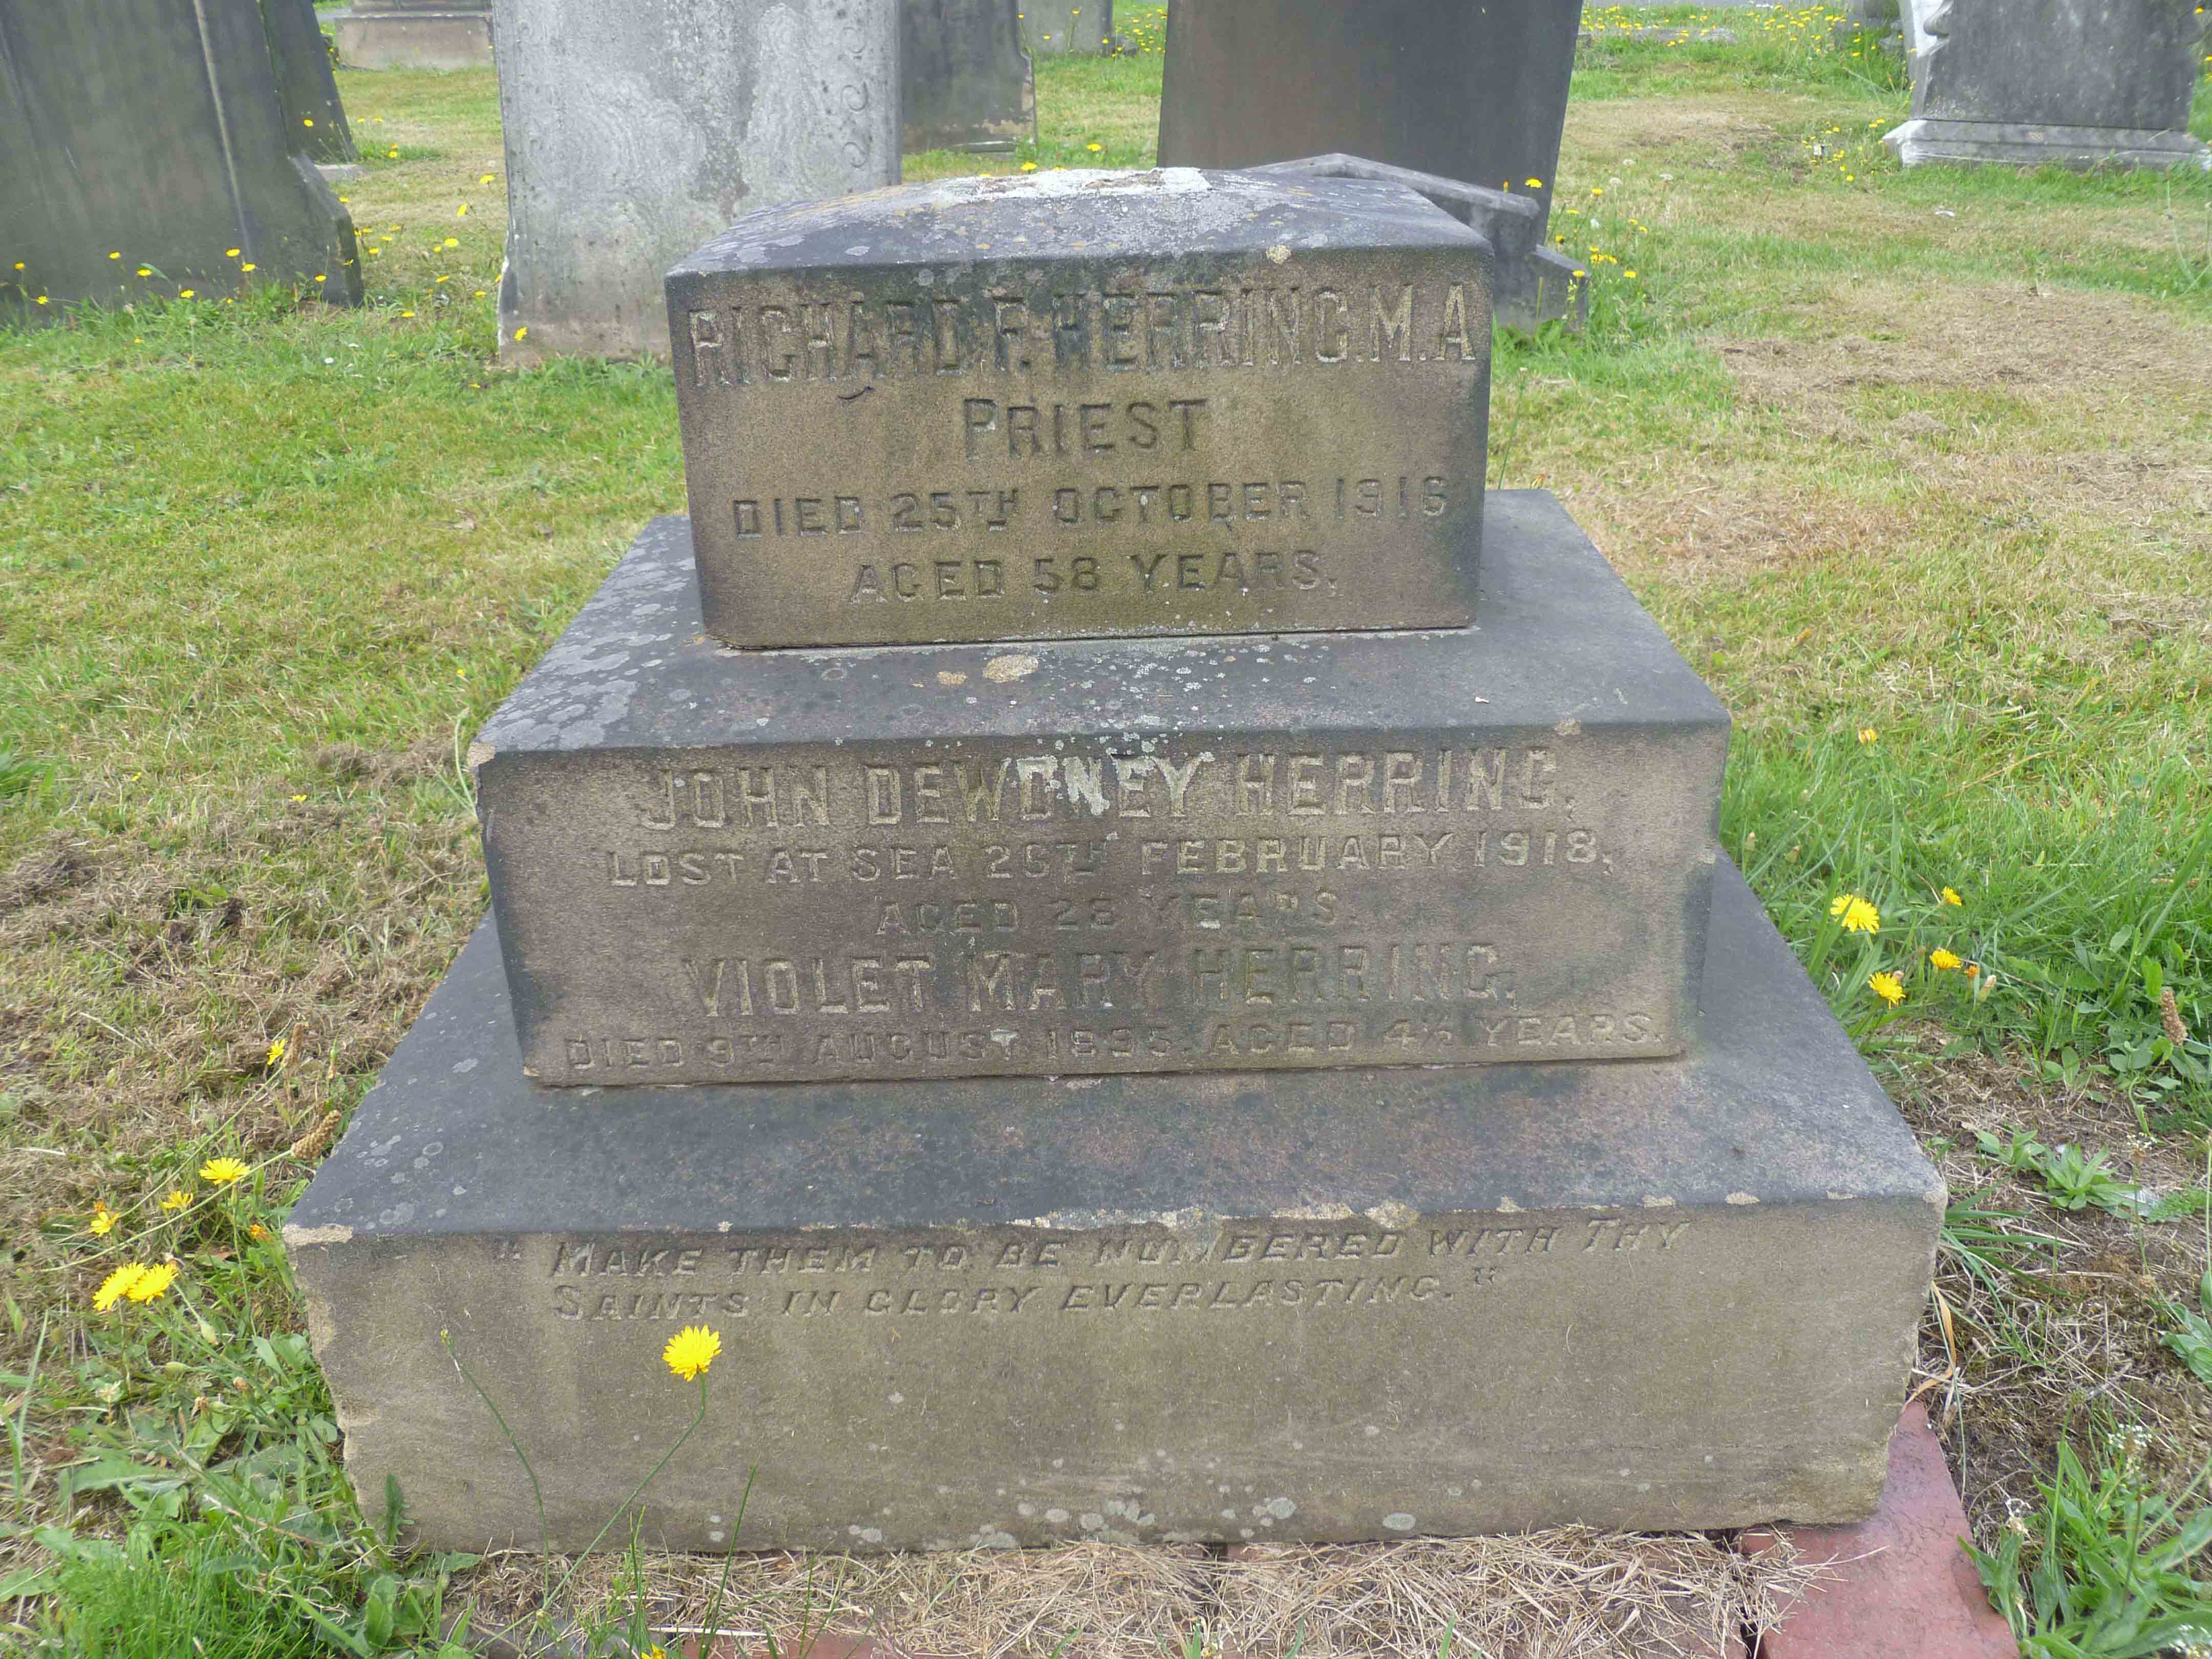 RICHARD F. HERRING. M.A
PRIEST
DIED 25TH OCTOBER 1916
AGED 58 YEARS.
JOHN DEWDNEY HERRING,
LOST AT SEA 26TH FEBRUARY 1918,
AGED 28 YEARS.
VIOLET MARY HERRING,
DIED 9TH AUGUST 1895. AGED 4½ YEARS.
"MAKE THEM TO BE NUMBERED WITH THY
SAINTS IN GLORY EVERLASTING."